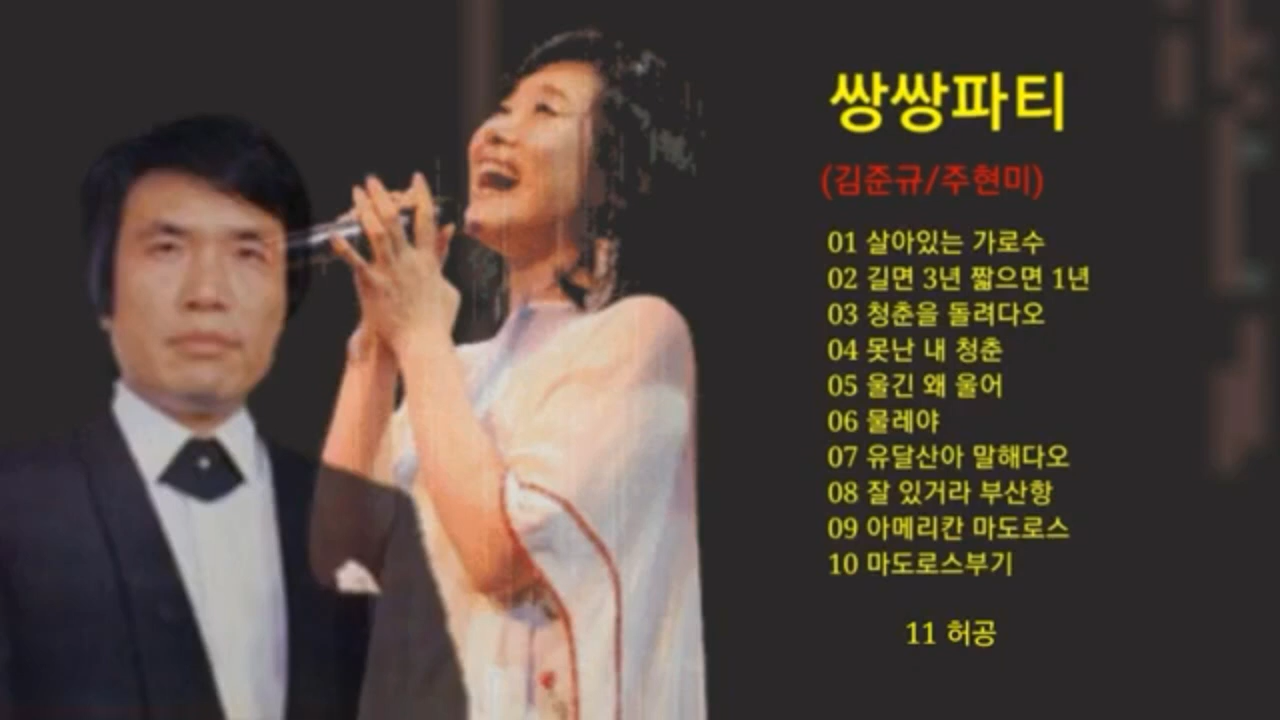 쌍쌍파티
(김준규/주현미)
01 살아있는 가로수
02 길면 3년 짧으면 1년
03 청춘을 돌려다오
04 못난 내 청춘
05 울긴 왜 울어
06 물레야
07 유달산아 말해다오
08 잘 있거라 부산항
09 아메리칸 마도로스
10 마도로스부기
11 허공